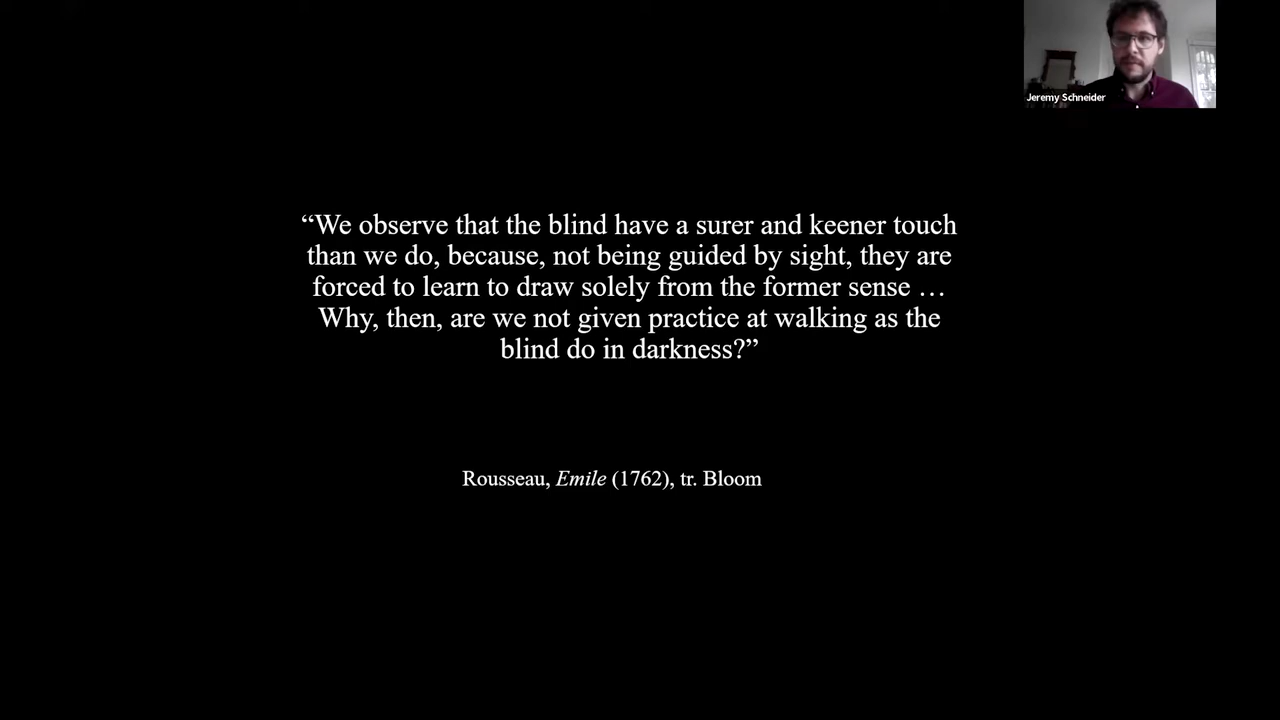 Jeremy Schneider
“We observe that the blind have a surer and keener touch
than we do, because, not being guided by sight, they are
forced to learn to draw solely from the former sense …
Why, then, are we not given practice at walking as the
blind do in darkness?”
Rousseau, Emile (1762), tr. Bloom